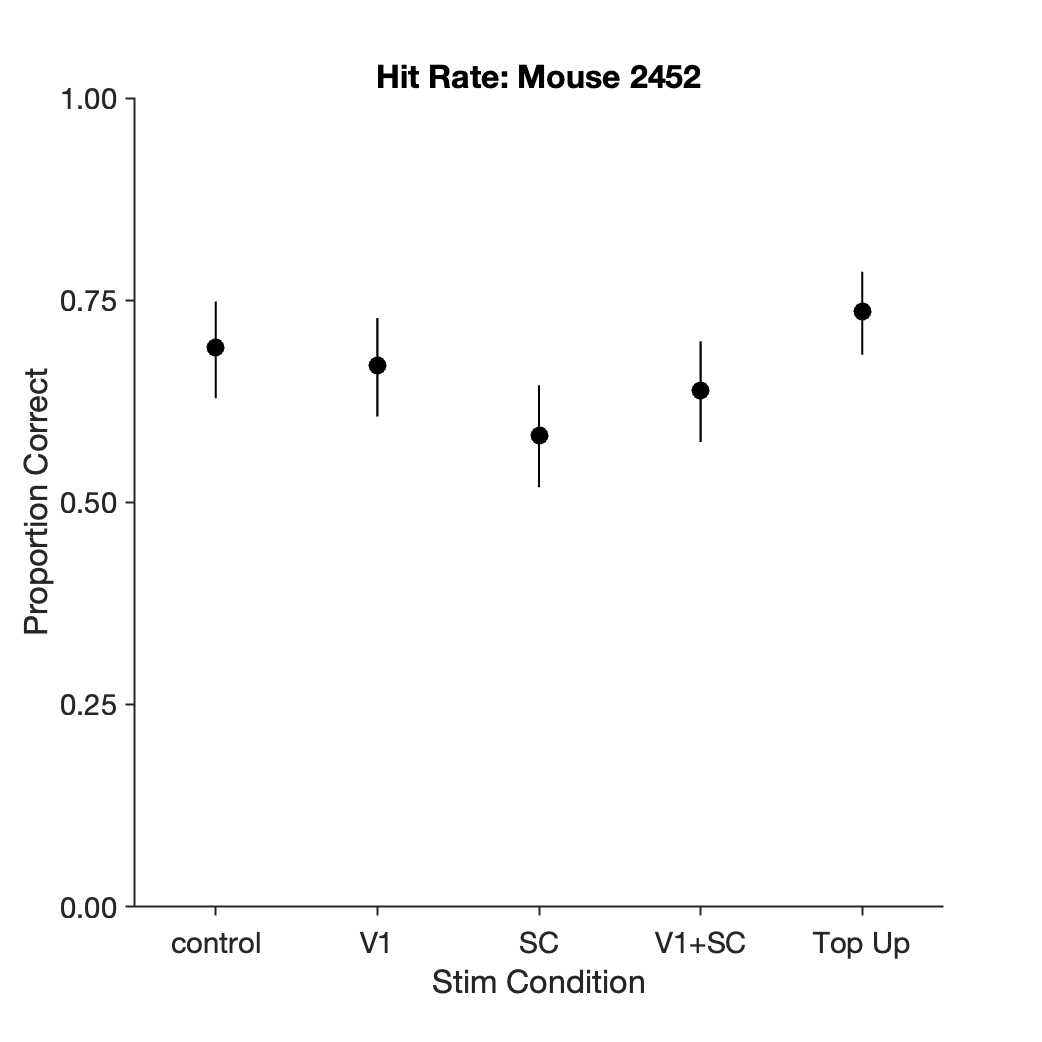 Hit Rate: Mouse 2452
1.00
0.75
0.50
0.25
0.00
Proportion Correct
control V1 SC V1+SC Top Up
Stim Condition